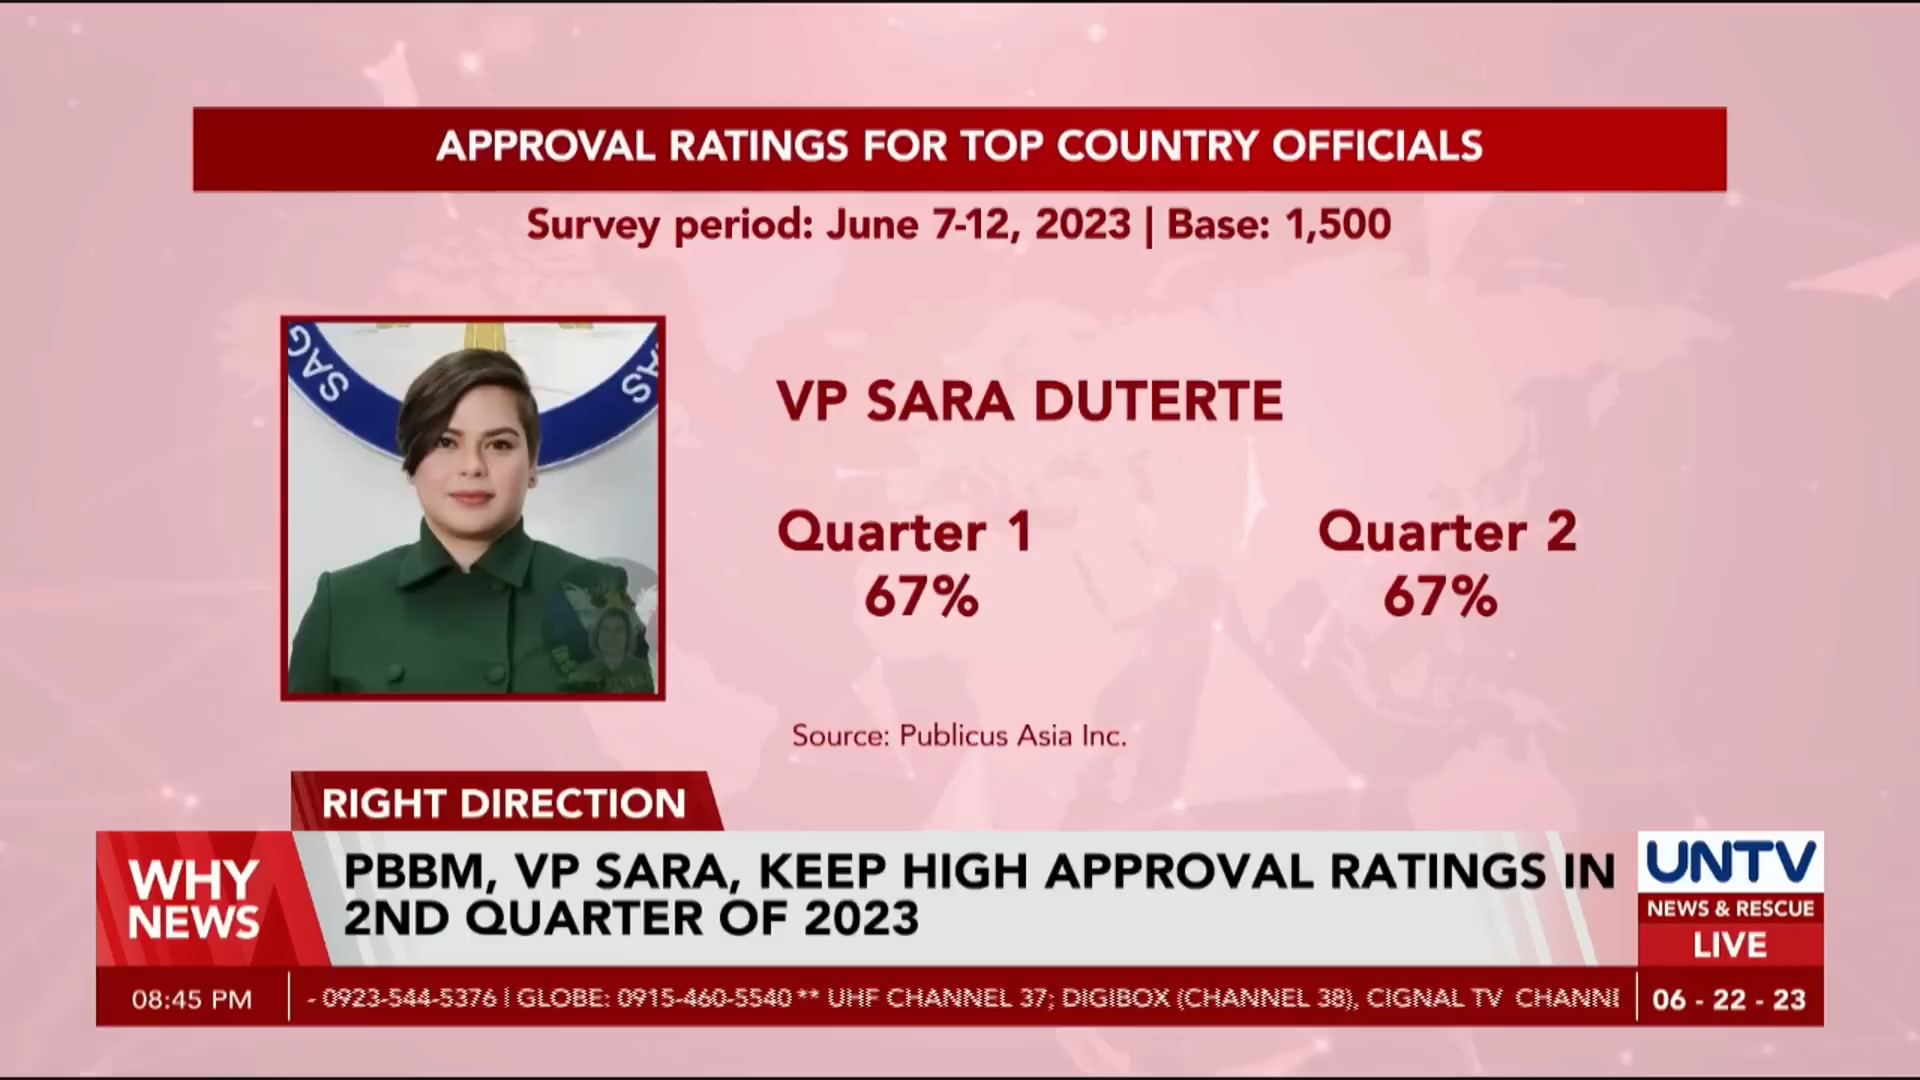 APPROVAL RATINGS FOR TOP COUNTRY OFFICIALS
Survey period: June 7-12, 2023 | Base: 1,500
SAG
AS
VP SARA DUTERTE
Quarter 1
Quarter 2
67%
67%
Source: Publicus Asia Inc.
RIGHT DIRECTION
WHY
NEWS
PBBM, VP SARA, KEEP HIGH APPROVAL RATINGS IN
2ND QUARTER OF 2023
UNTV
NEWS & RESCUE
LIVE
08:45 PM
- 0923-544-5376 | GLOBE: 0915-460-5540 ** UHF CHANNEL 37; DIGIBOX (CHANNEL 38), CIGNAL TV CHANNE
06 - 22 - 23